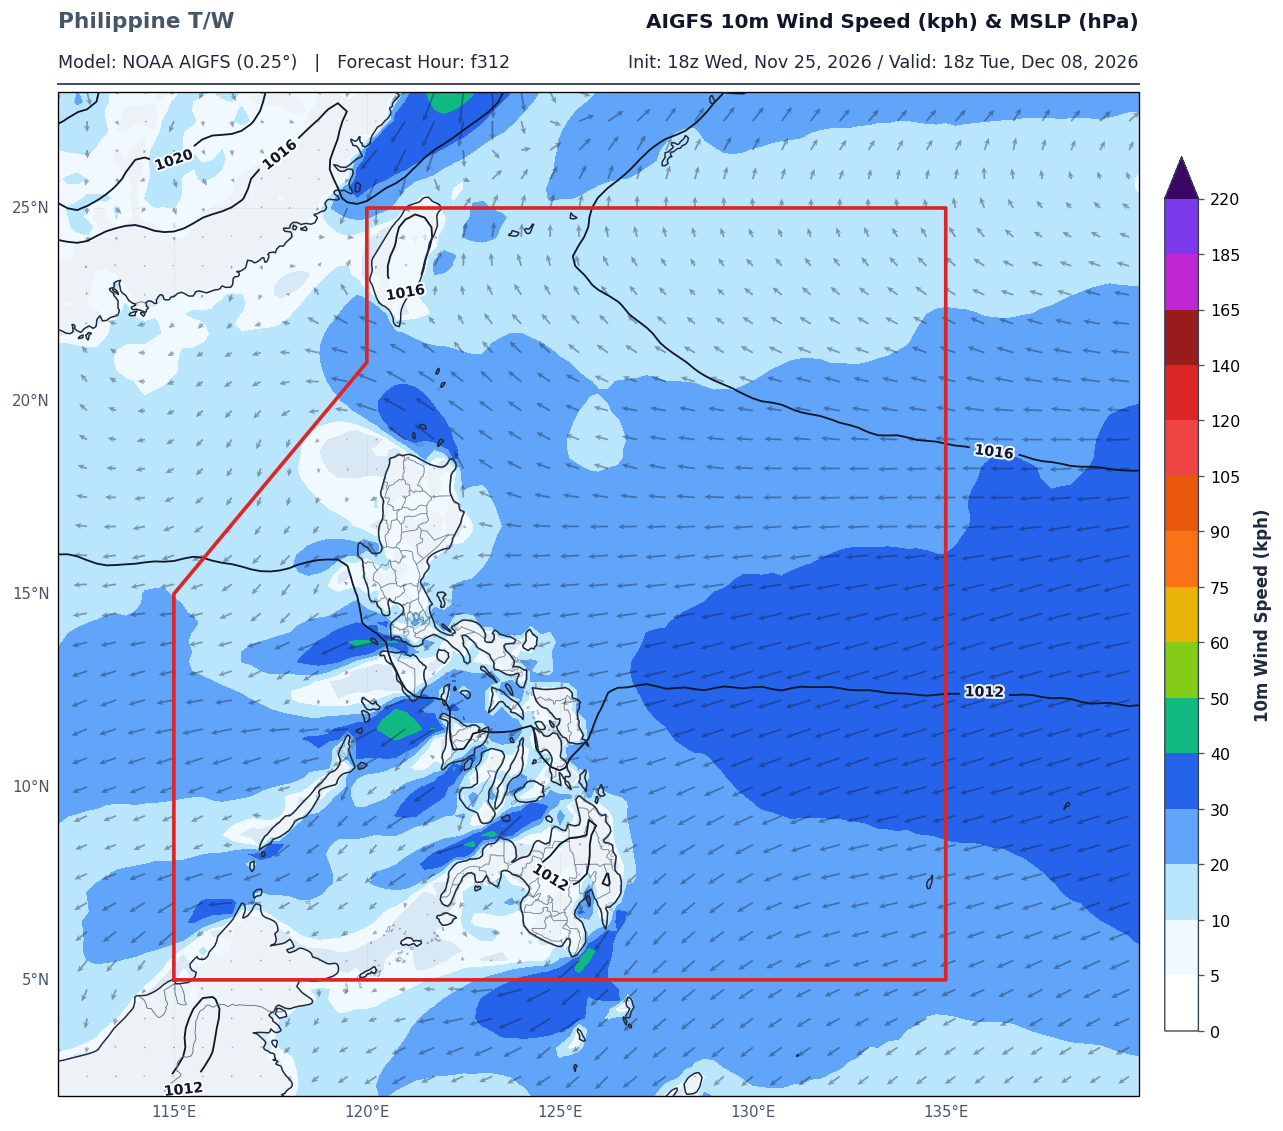 Philippine T/W
AIGFS 10m Wind Speed (kph) & MSLP (hPa)
Model: NOAA AIGFS (0.25°) | Forecast Hour: f312
Init: 18z Wed, Nov 25, 2026 / Valid: 18z Tue, Dec 08, 2026
1020
1016
1016
1016
1012
1012
1012
25°N
20°N
15°N
10°N
5°N
115°E
120°E
125°E
130°E
135°E
220
185
165
140
120
105
90
75
60
50
40
30
20
10
5
0
10m Wind Speed (kph)